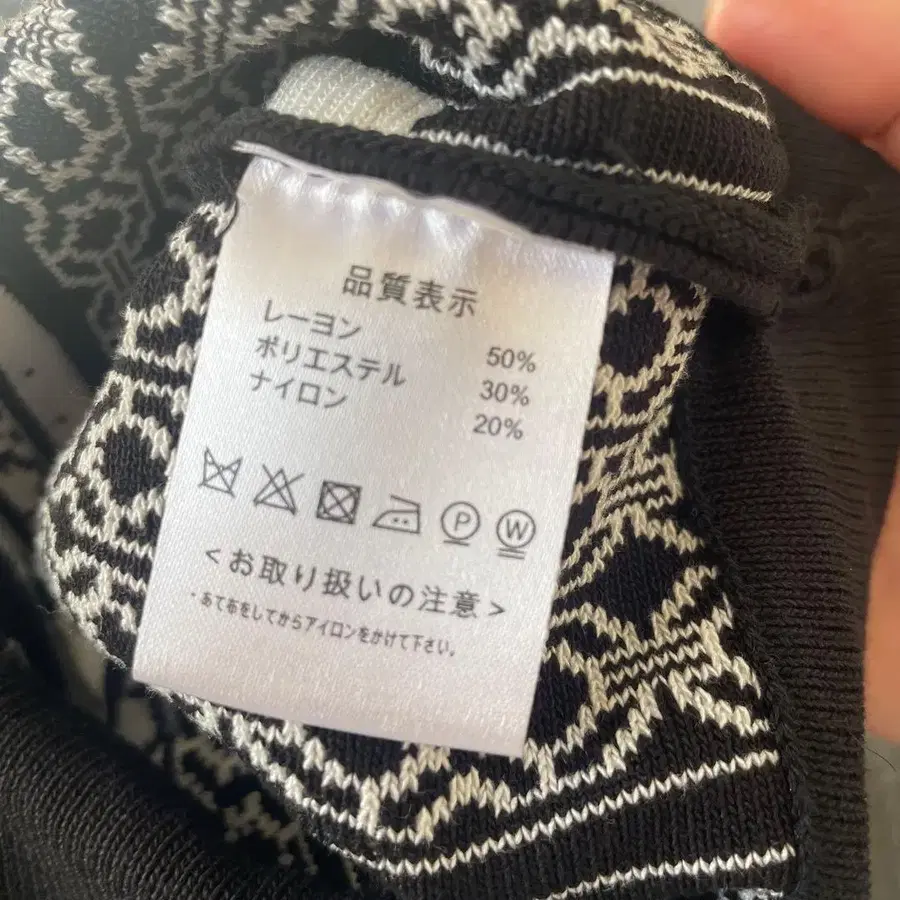 品質表示
レーヨン 50%
ポリエステル 30%
ナイロン 20%
P W
<お取り扱いの注意>
・あて布をしてからアイロンをかけて下さい。